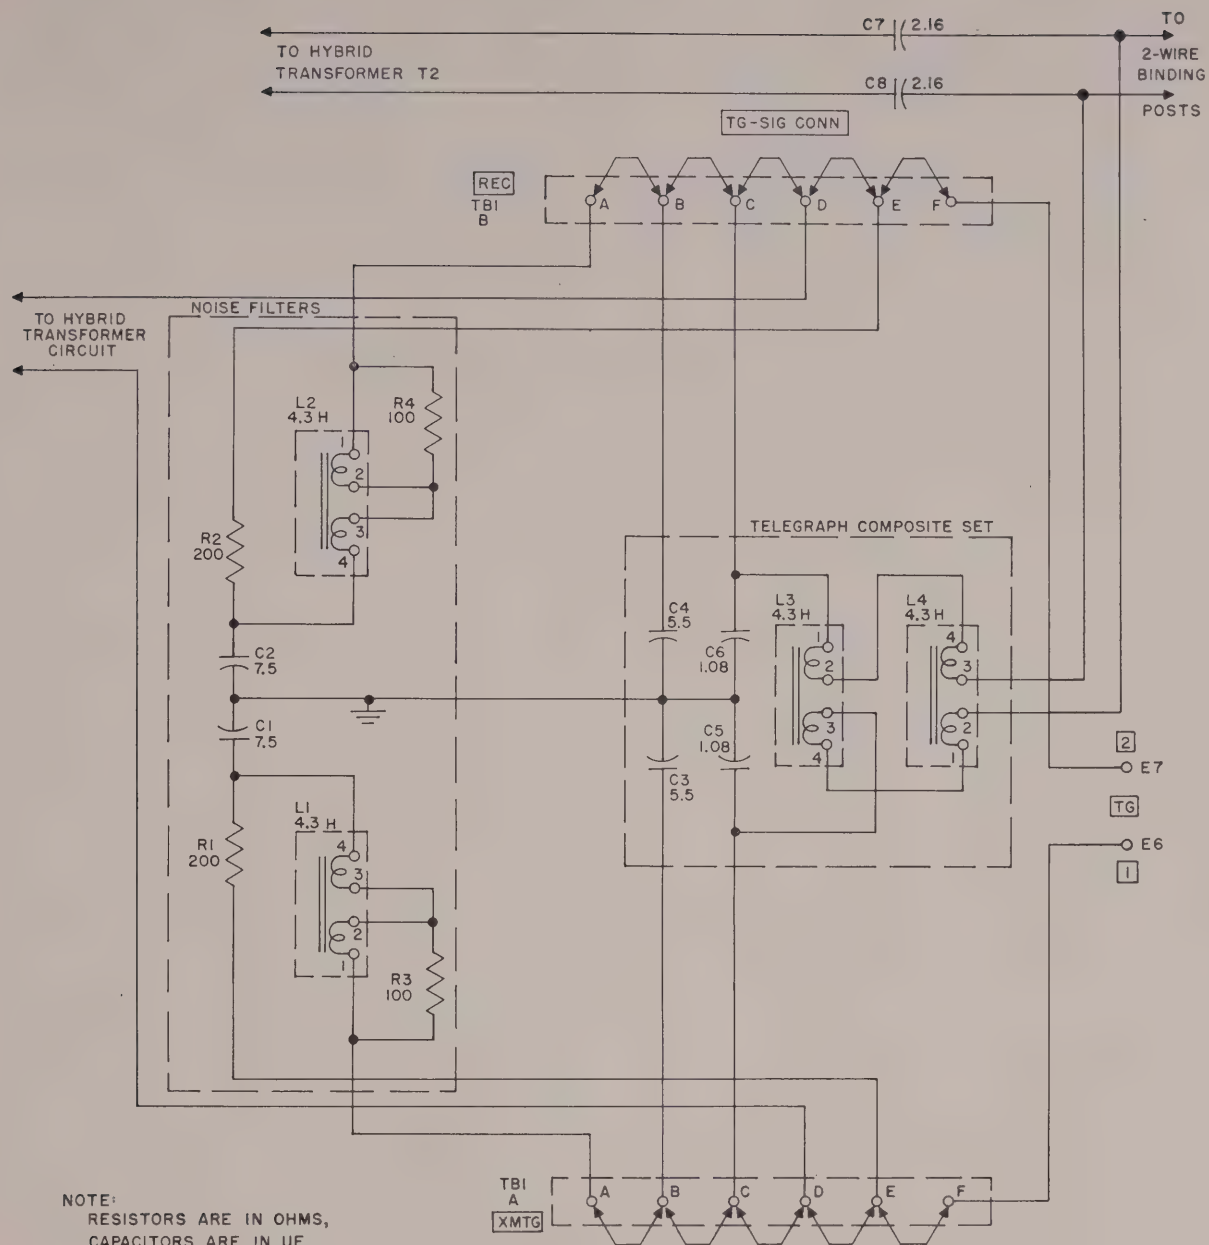 C7 2.16
TO
TO HYBRID
TRANSFORMER T2
2-WIRE
BINDING
POSTS
C8 2.16
TG-SIG CONN
REC
TB1
B
A B C D E F
NOISE FILTERS
TO HYBRID
TRANSFORMER
CIRCUIT
L2
4.3 H
R4
100
1
2
3
4
R2
200
C2
7.5
C1
7.5
L1
4.3 H
R1
200
4
3
2
1
R3
100
TELEGRAPH COMPOSITE SET
C4
5.5
C6
1.08
L3
4.3 H
1
2
3
4
L4
4.3 H
4
3
2
1
C3
5.5
C5
1.08
2
E7
TG
E6
1
TB1
A
XMTG
A B C D E F
NOTE:
RESISTORS ARE IN OHMS,
CAPACITORS ARE IN UF